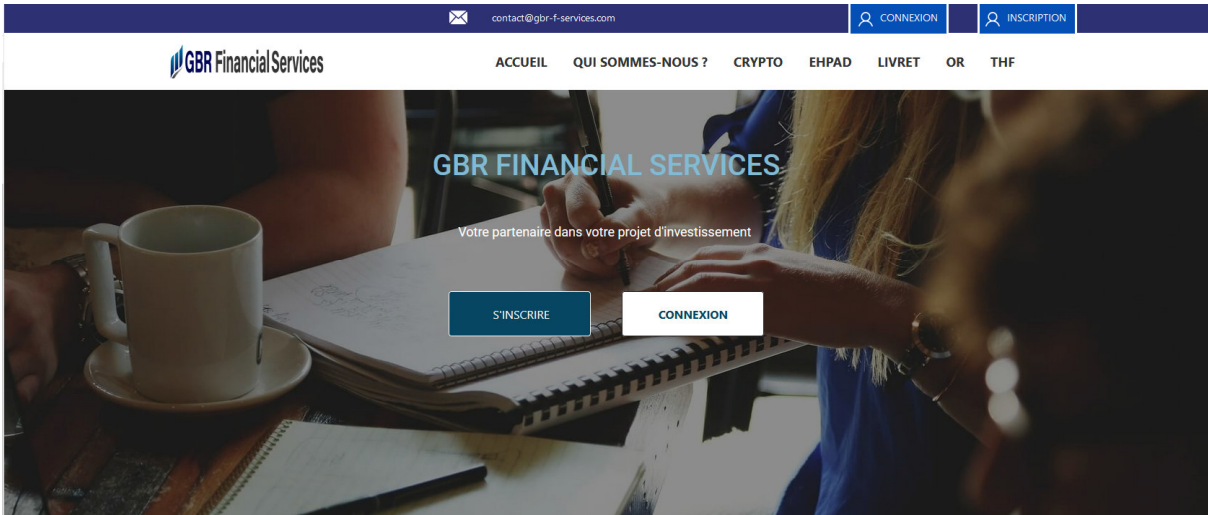 contact@gbr-f-services.com
CONNEXION
INSCRIPTION
GBR Financial Services
ACCUEIL QUI SOMMES-NOUS ? CRYPTO EHPAD LIVRET OR THF
GBR FINANCIAL SERVICES
Votre partenaire dans votre projet d'investissement
S'INSCRIRE
CONNEXION